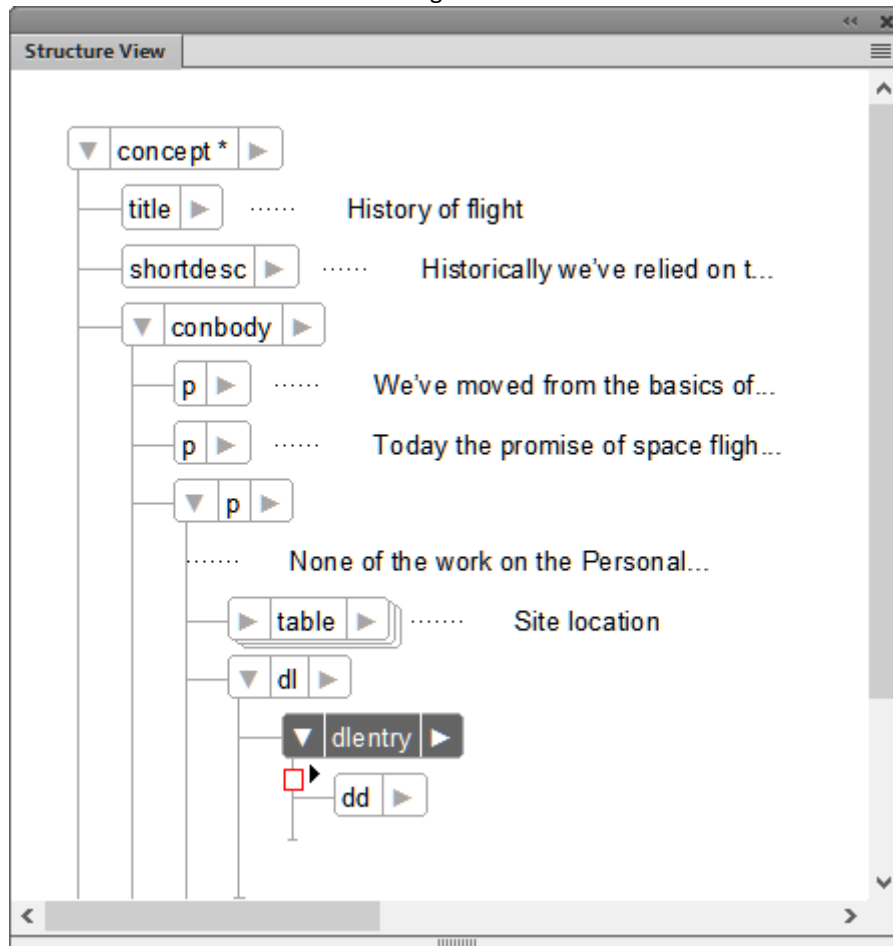 Structure View
concept *
title ...... History of flight
shortdesc ...... Historically we've relied on t...
conbody
p ...... We've moved from the basics of...
p ...... Today the promise of space fligh...
p
....... None of the work on the Personal...
table ....... Site location
dl
dlentry
dd